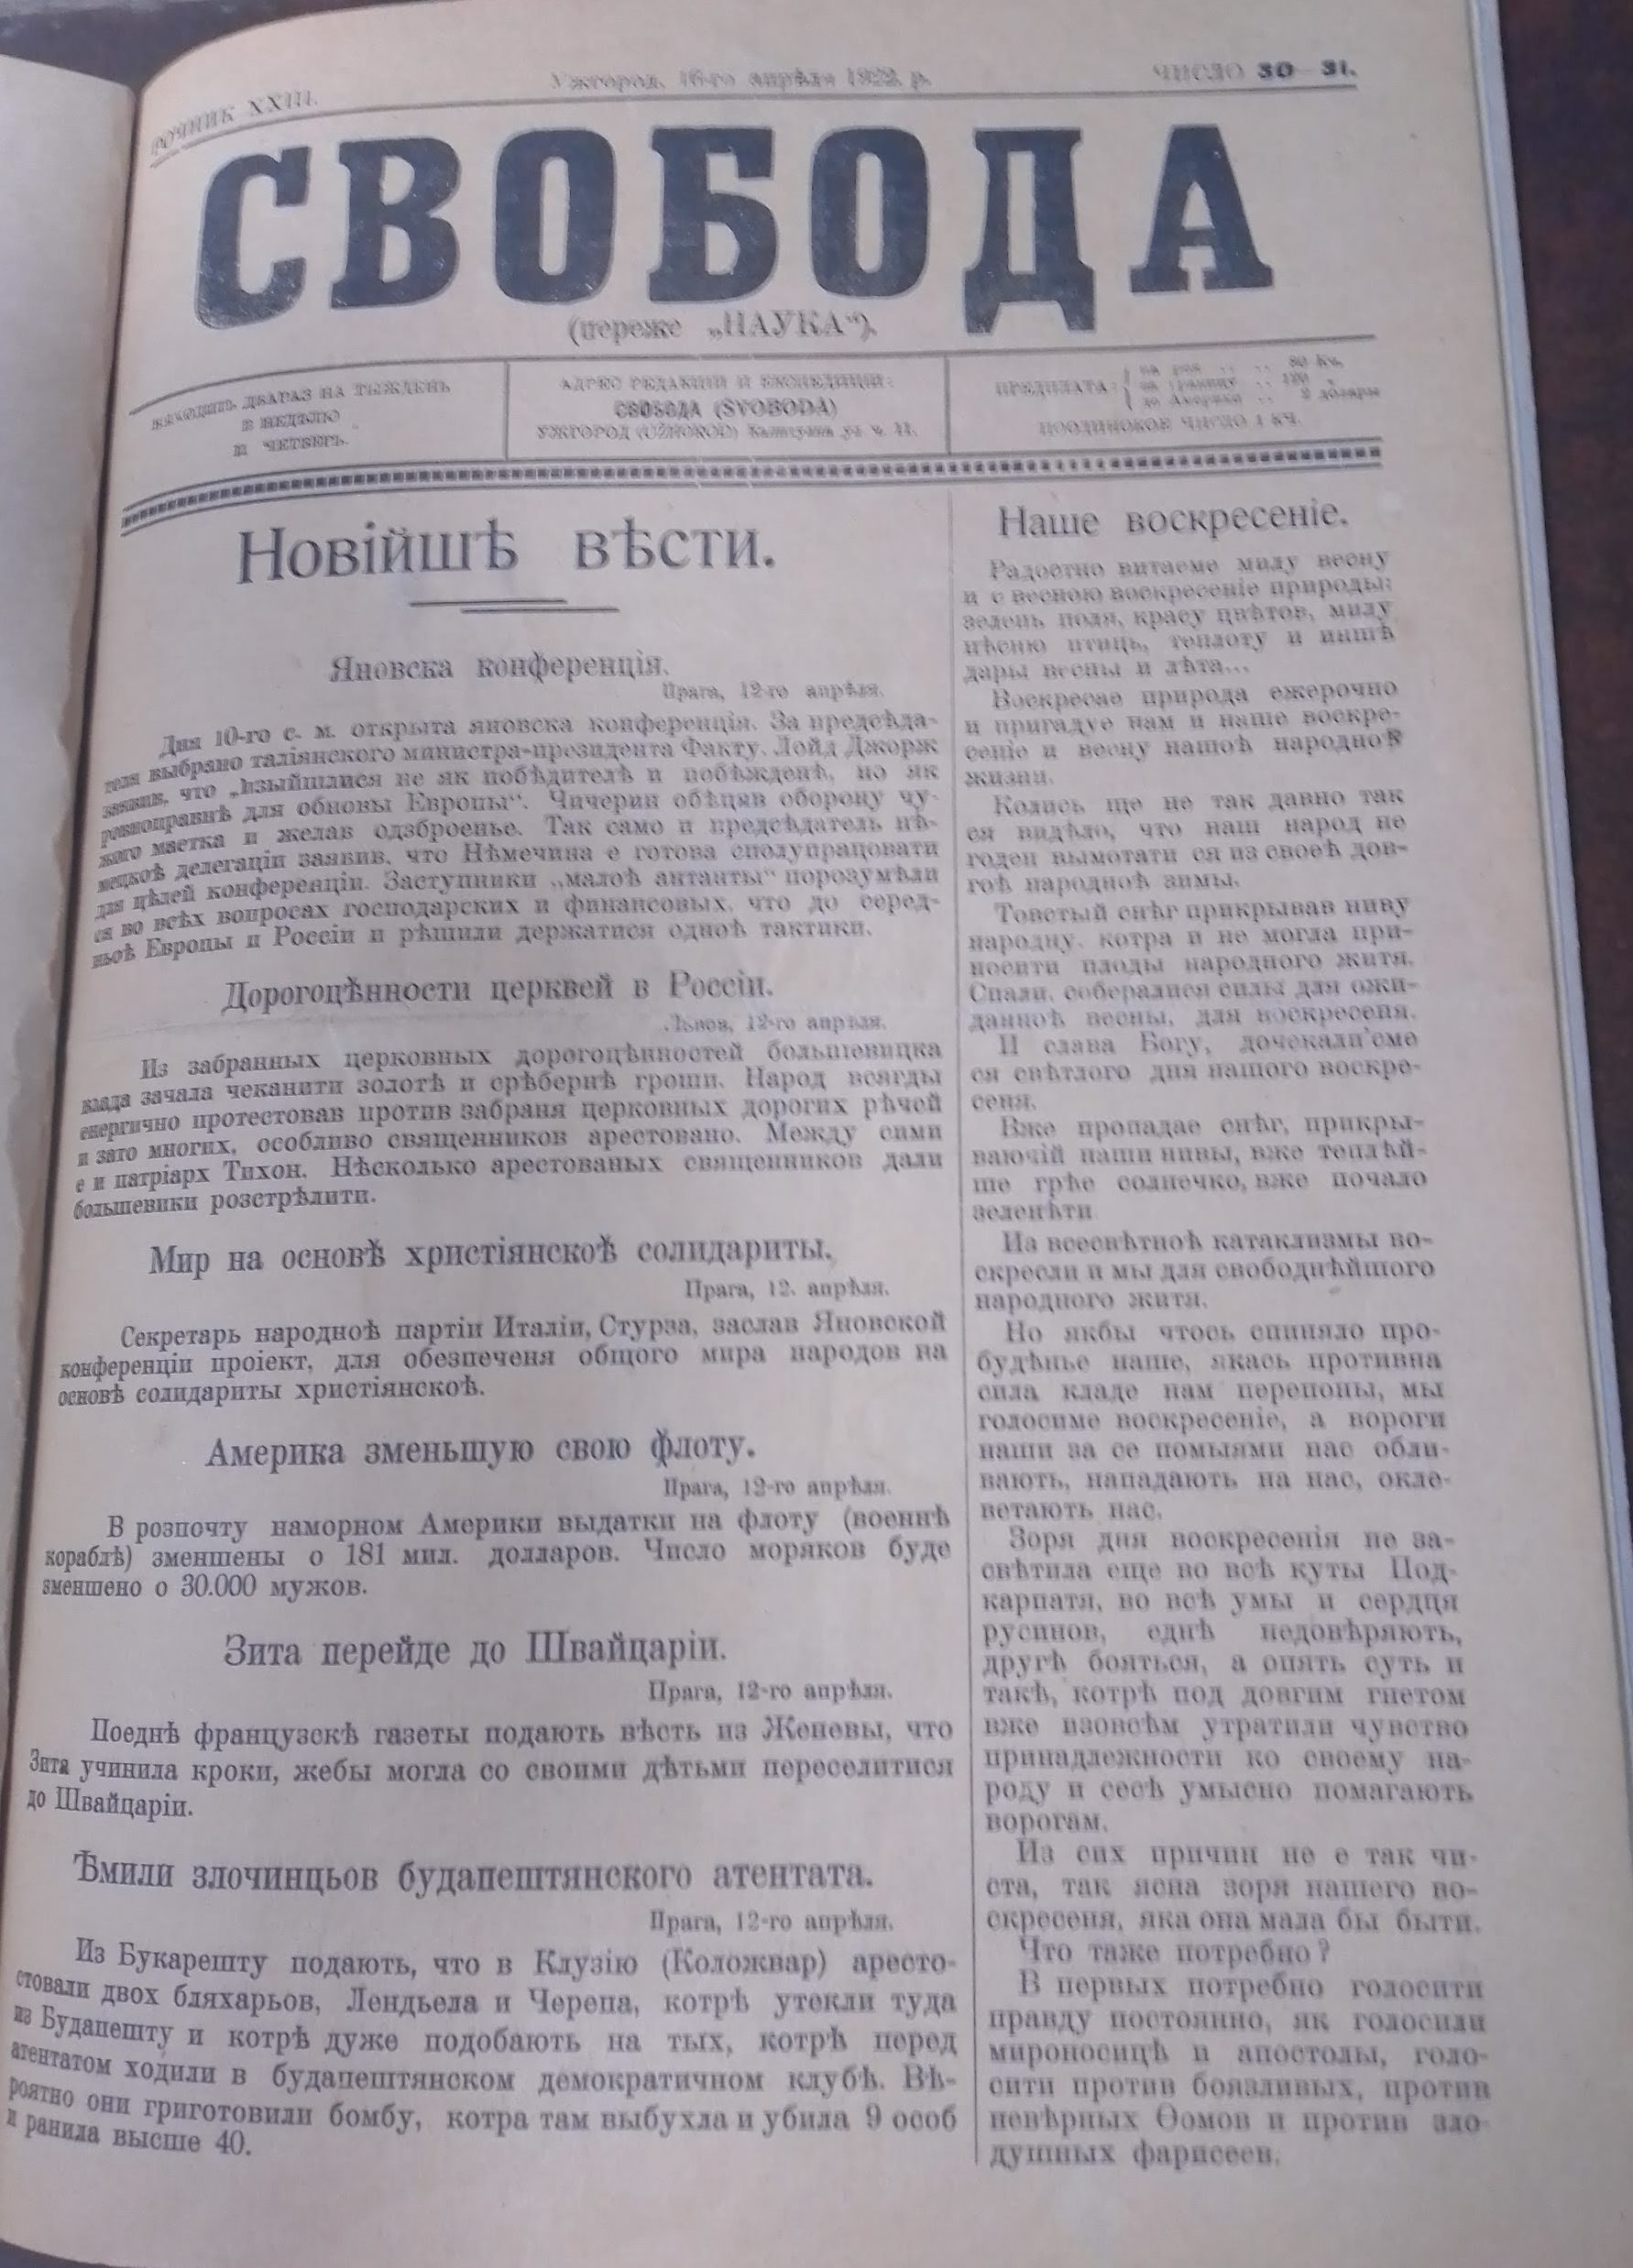 РОЧНИК XXIII.
Ужгород, 16-го апрѣля 1922. р.
ЧИСЛО 30—31.
СВОБОДА
(переже „НАУКА“).
ВЫХОДИТЬ ДВАРАЗ НА ТЫЖДЕНЬ
В НЕДѢЛЮ
И ЧЕТВЕРЬ.
АДРЕС РЕДАКЦІИ И ЕКСПЕДИЦІИ:
СВОБОДА (SVOBODA)
УЖГОРОД (UŽHOROD) ул. ч. 11.
ПРЕДПЛАТА:
на рок .. .. 80 Кч.
за границу .. 120 „
до Америки .. 2 долары
ПООДИНОКОЕ ЧИСЛО 1 КЧ.
Новійшѣ вѣсти.
Яновска конференція.
Прага, 12-го апрѣля.
Дня 10-го с. м. открыта яновска конференція. За предсѣда-
теля выбрано таліянского министра-президента Факту. Лойд Джорж
заявив, что „Ізыйшлися не як побѣдителѣ и побѣжденѣ, но як
ровноправнѣ для обновы Европы“. Чичерин обѣцяв оборону чу-
жого маетка и желав одзброенье. Так само и предсѣдатель нѣ-
мецкоѣ делегаціи заявив, что Нѣмечина е готова сполупрацовати
для цѣлей конференціи. Заступники „малоѣ антанты“ порозумѣли
ся во всѣх вопросах господарских и финансовых, что до серед-
ньоѣ Европы и Россіи и рѣшили держатися одноѣ тактики.
Дорогоцѣнности церквей в Россіи.
Львов, 12-го апрѣля.
Из забранных церковных дорогоцѣнностей большевицка
влада зачала чеканити золотѣ и срѣбернѣ гроши. Народ всягды
енергично протестовав против забраня церковных дорогих рѣчей
и зато многих, особливо священников арестовано. Между сими
е и патріарх Тихон. Нѣсколько арестованых священников дали
большевики розстрѣлити.
Мир на основѣ христіянскоѣ солидариты.
Прага, 12. апрѣля.
Секретарь народноѣ партіи Италіи, Стурза, заслав Яновской
конференціи проіект, для обезпеченя общого мира народов на
основѣ солидариты христіянскоѣ.
Америка зменьшую свою флоту.
Прага, 12-го апрѣля.
В розпочту наморном Америки выдатки на флоту (военнѣ
кораблѣ) зменшены о 181 мил. долларов. Число моряков буде
зменшено о 30.000 мужов.
Зита перейде до Швайцаріи.
Прага, 12-го апрѣля.
Поеднѣ французскѣ газеты подають вѣсть из Женевы, что
Зита учинила кроки, жебы могла со своими дѣтьми переселитися
до Швайцаріи.
Ѣмили злочинцьов будапештянского атентата.
Прага, 12-го апрѣля.
Из Букарешту подають, что в Клузію (Коложвар) аресто-
стовали двох бляхарьов, Лендьела и Черепа, котрѣ утекли туда
из Будапешту и котрѣ дуже подобають на тых, котрѣ перед
атентатом ходили в будапештянском демократичном клубѣ. Вѣ-
роятно они григотовили бомбу, котра там выбухла и убила 9 особ
и ранила высше 40.
Наше воскресеніе.
Радостно витаеме милу весну
и с весною воскресеніе природы:
зелень поля, красу цвѣтов, милу
пѣсню птиць, теплоту и иншѣ
дары весны и лѣта...
Воскресае природа ежерочно
и пригадуе нам и наше воскре-
сеніе и весну нашоѣ народноѣ
жизни.
Колись ще не так давно так
ся видѣло, что наш народ не
годен вымотати ся из своеѣ дов-
гоѣ народноѣ зимы.
Товстый снѣг прикрывав ниву
народну, котра и не могла при-
носити плоды народного житя.
Спали, собералися силы для ожи-
данноѣ весны, для воскресеня.
И слава Богу, дочекали'сме
ся свѣтлого дня нашого воскре-
сеня.
Вже пропадае снѣг, прикры-
ваючій наши нивы, вже теплѣй-
ше грѣе солнечко, вже почало
зеленѣти
Из всесвѣтноѣ катаклизмы во-
скресли и мы для свободнѣйшого
народного житя.
Но якбы чтось спиняло про-
будѣнье наше, якась противна
сила кладе нам перепоны, мы
голосиме воскресеніе, а вороги
наши за се помыями нас обли-
вають, нападають на нас, окле-
ветають нас.
Зоря дня воскресенія не за-
свѣтила еще во всѣ куты Под-
карпатя, во всѣ умы и сердця
русинов, еднѣ недовѣряють,
другѣ бояться, а опять суть и
такѣ, котрѣ под довгим гнетом
вже изовсѣм утратили чувство
принадлежности ко своему на-
роду и сесѣ умысно помагають
ворогам.
Из сих причин не е так чи-
ста, так ясна зоря нашего во-
скресеня, яка она мала бы быти.
Что таже потребно?
В первых потребно голосити
правду постоянно, як голосили
мироносицѣ и апостолы, голо-
сити против боязливых, против
невѣрных Ѳомов и против зло-
душных фарисеев.